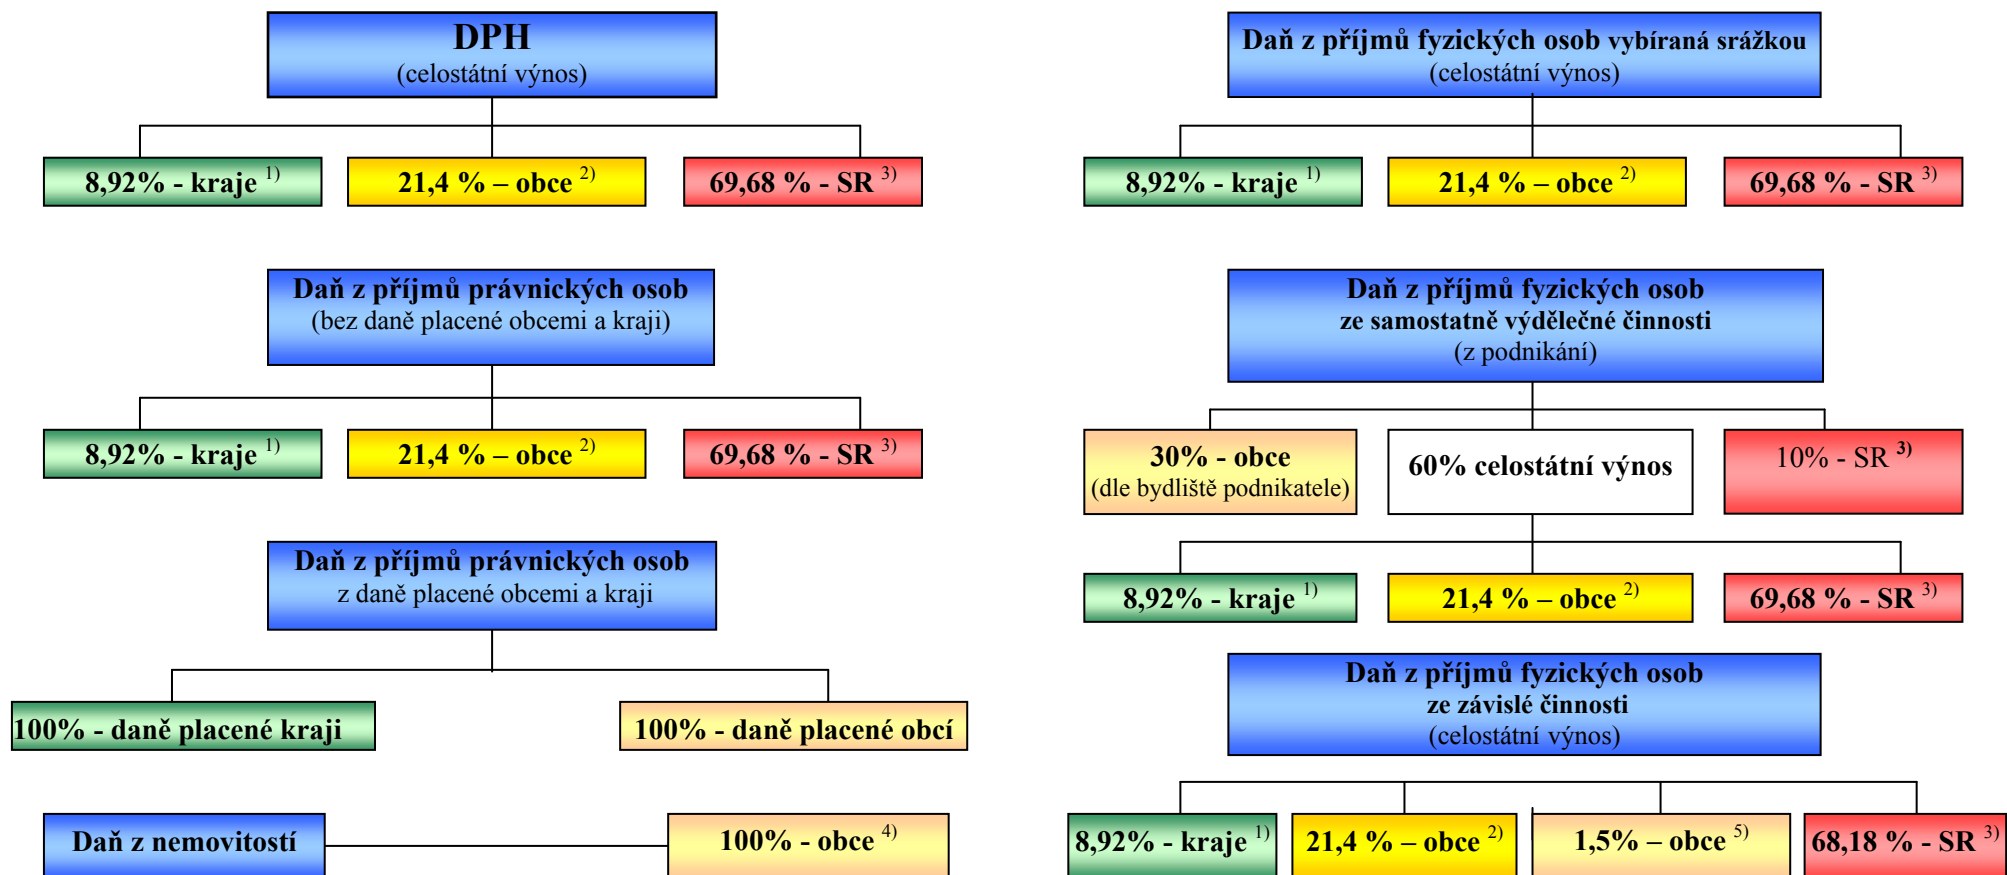 DPH
(celostátní výnos)
8,92% - kraje 1)
21,4 % – obce 2)
69,68 % - SR 3)
Daň z příjmů právnických osob
(bez daně placené obcemi a kraji)
8,92% - kraje 1)
21,4 % – obce 2)
69,68 % - SR 3)
Daň z příjmů právnických osob
z daně placené obcemi a kraji
100% - daně placené kraji
100% - daně placené obcí
Daň z nemovitostí
100% - obce 4)
Daň z příjmů fyzických osob vybíraná srážkou
(celostátní výnos)
8,92% - kraje 1)
21,4 % – obce 2)
69,68 % - SR 3)
Daň z příjmů fyzických osob
ze samostatně výdělečné činnosti
(z podnikání)
30% - obce
(dle bydliště podnikatele)
60% celostátní výnos
10% - SR 3)
8,92% - kraje 1)
21,4 % – obce 2)
69,68 % - SR 3)
Daň z příjmů fyzických osob
ze závislé činnosti
(celostátní výnos)
8,92% - kraje 1)
21,4 % – obce 2)
1,5% – obce 5)
68,18 % - SR 3)